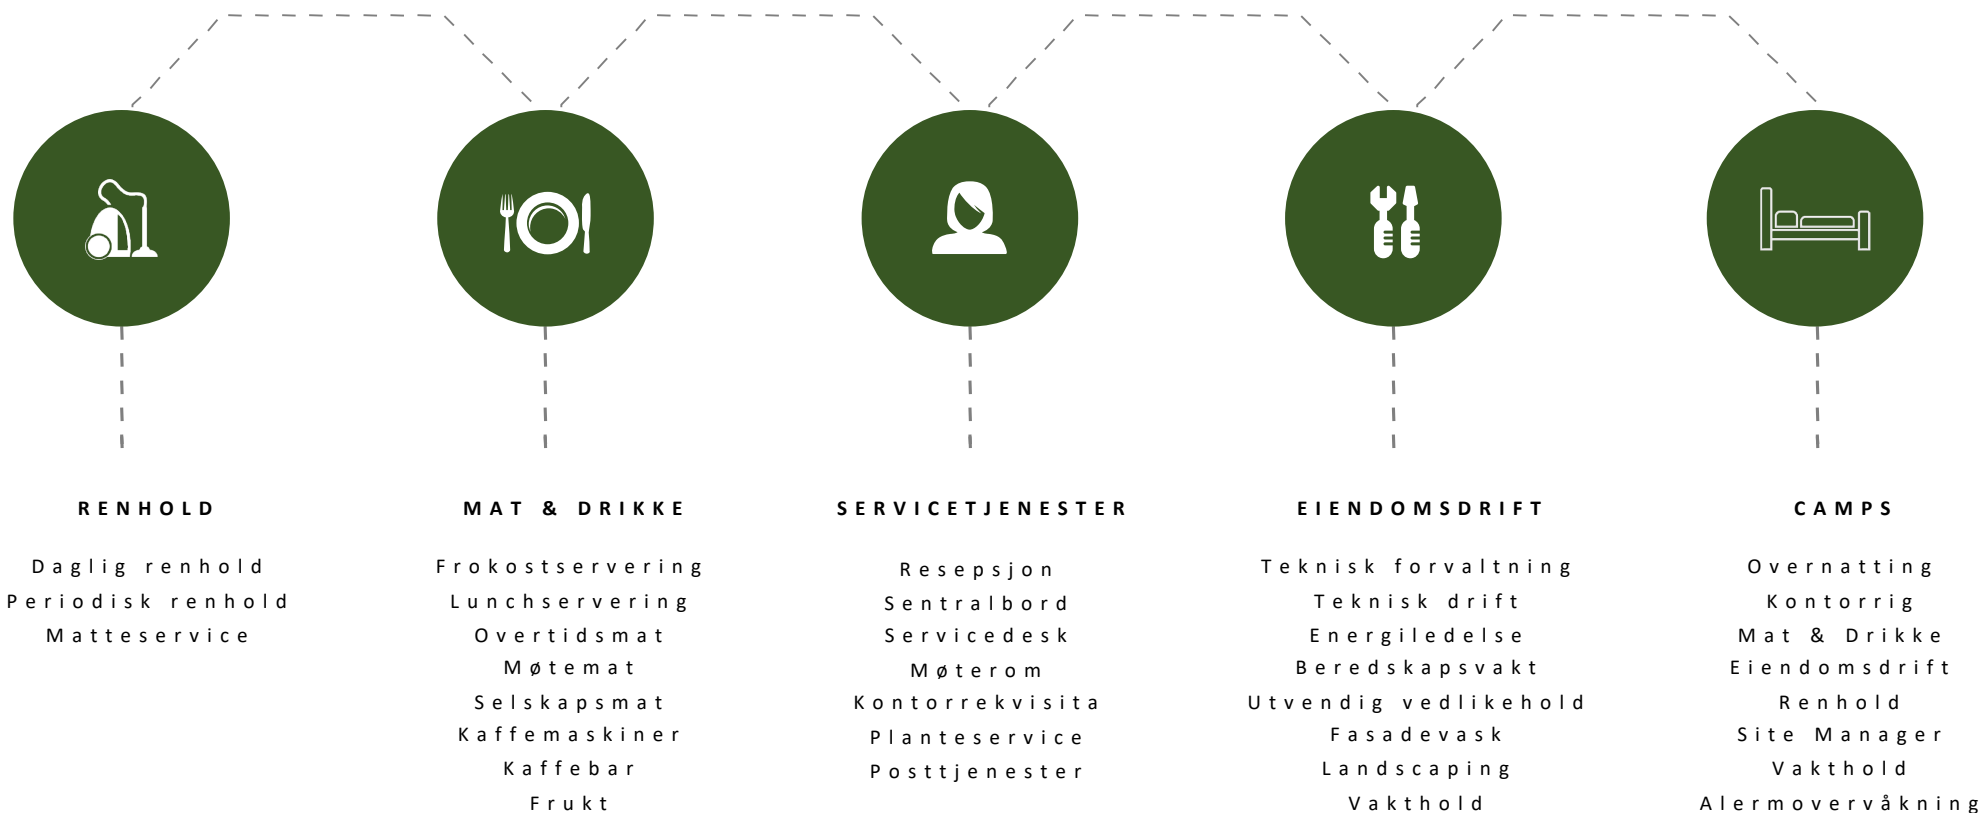 RENHOLD
Daglig renhold
Periodisk renhold
Matteservice
MAT & DRIKKE
Frokostservering
Lunchservering
Overtidsmat
Møtemat
Selskapsmat
Kaffemaskiner
Kaffebar
Frukt
SERVICETJENESTER
Resepsjon
Sentralbord
Servicedesk
Møterom
Kontorrekvisita
Planteservice
Posttjenester
EIENDOMSDRIFT
Teknisk forvaltning
Teknisk drift
Energiledelse
Beredskapsvakt
Utvendig vedlikehold
Fasadevask
Landscaping
Vakthold
CAMPS
Overnatting
Kontorrig
Mat & Drikke
Eiendomsdrift
Renhold
Site Manager
Vakthold
Alermovervåkning